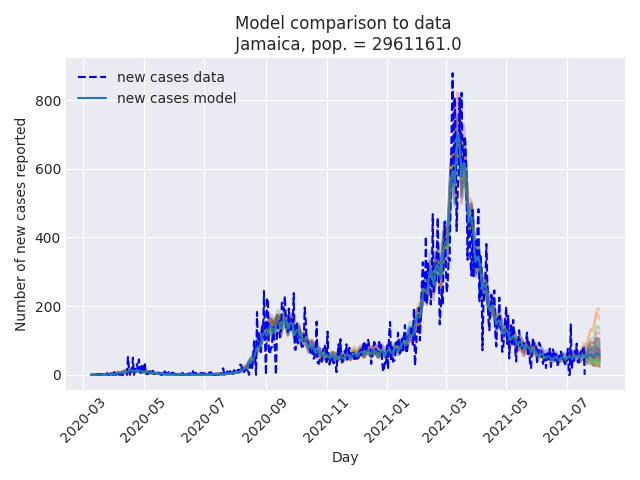 Model comparison to data
Jamaica, pop. = 2961161.0
new cases data
new cases model
Number of new cases reported
800
600
400
200
0
2020-03
2020-05
2020-07
2020-09
2020-11
2021-01
2021-03
2021-05
2021-07
Day